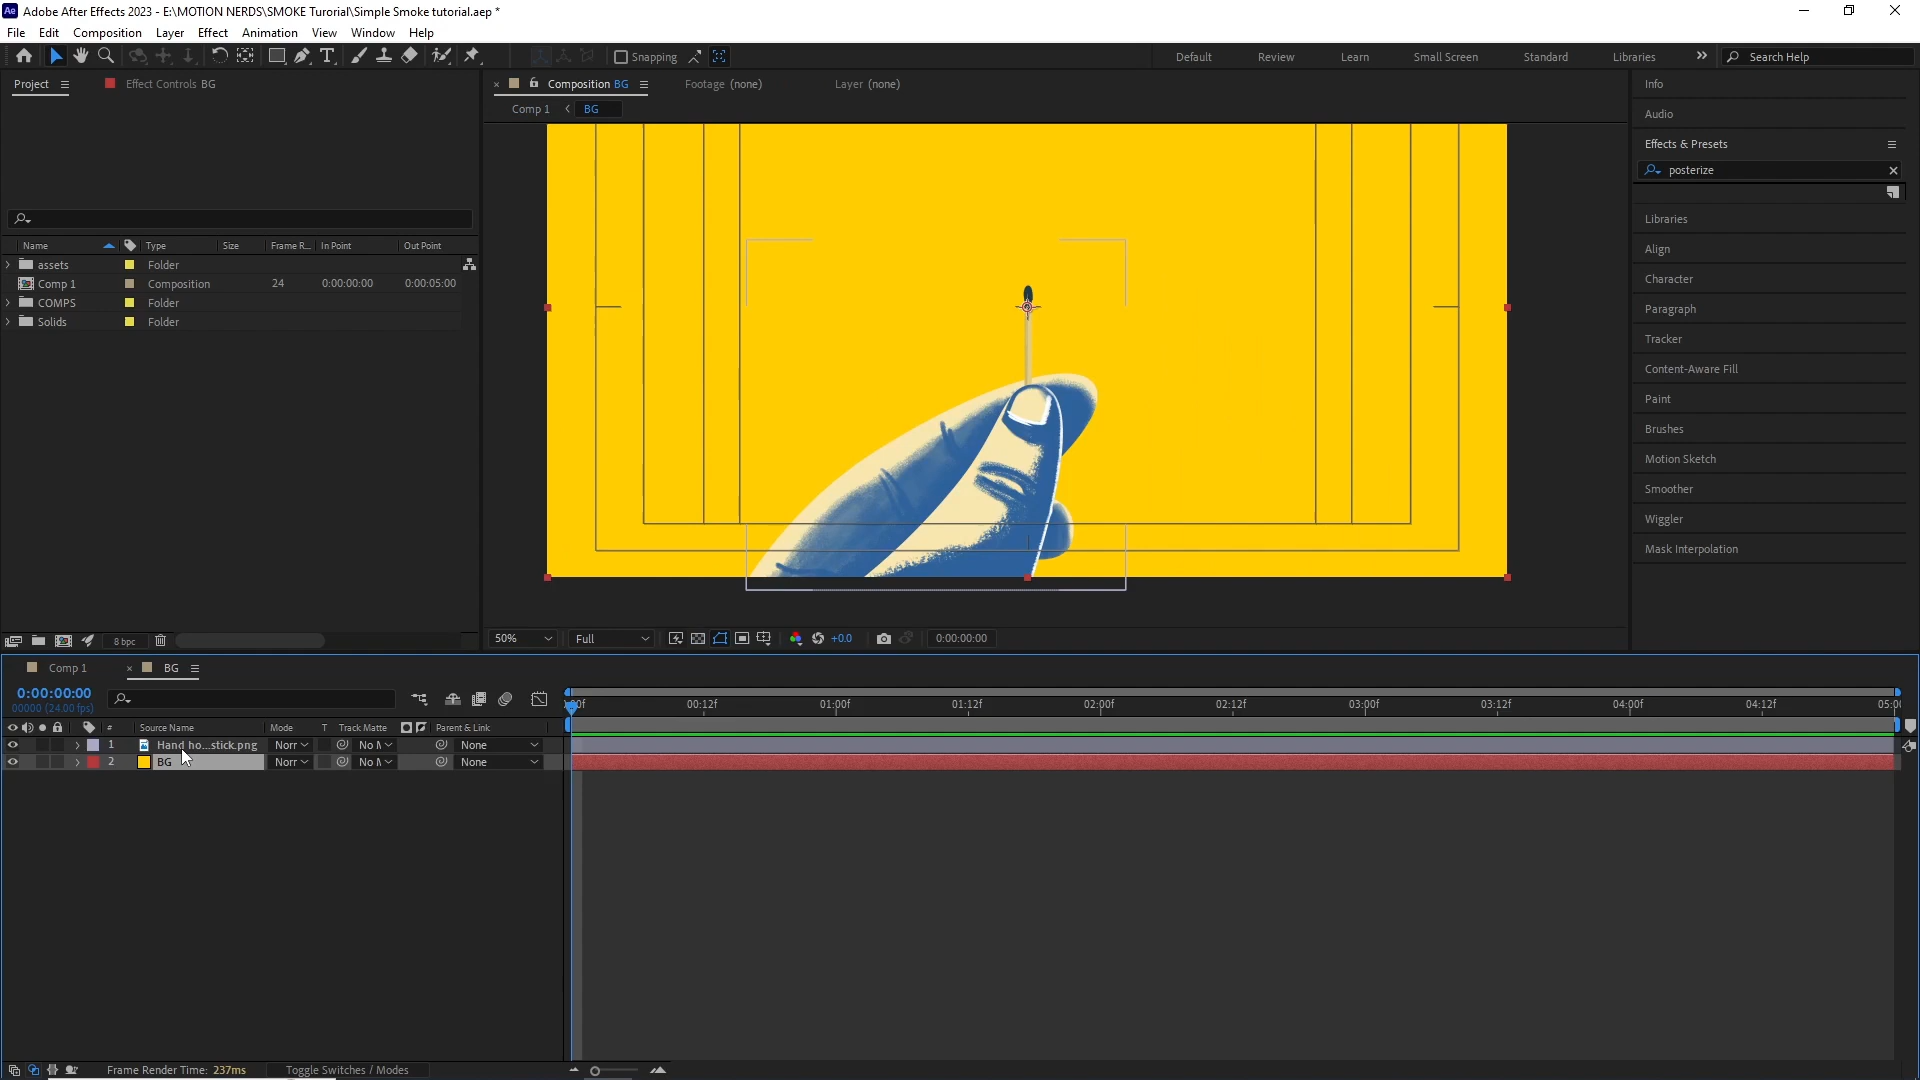 Adobe After Effects 2023 - E:\MOTION NERDS\SMOKE Turorial\Simple Smoke tutorial.aep *
File Edit Composition Layer Effect Animation View Window Help
Snapping Default Review Learn Small Screen Standard Libraries Search Help
Project Effect Controls BG
Composition BG Footage (none) Layer (none)
Comp 1 BG
Name Type Size Frame R... In Point Out Point
assets Folder
Comp 1 Composition 24 0:00:00:00 0:00:05:00
COMPS Folder
Solids Folder
8 bpc
50% Full +0.0 0:00:00:00
Info
Audio
Effects & Presets
posterize
Libraries
Align
Character
Paragraph
Tracker
Content-Aware Fill
Paint
Brushes
Motion Sketch
Smoother
Wiggler
Mask Interpolation
Comp 1 BG
0:00:00:00
00000 (24.00 fps)
:00f 00:12f 01:00f 01:12f 02:00f 02:12f 03:00f 03:12f 04:00f 04:12f 05:0
# Source Name Mode T Track Matte Parent & Link
1 Hand ho...stick.png Norr No M None
2 BG Norr No M None
Frame Render Time: 237ms Toggle Switches / Modes